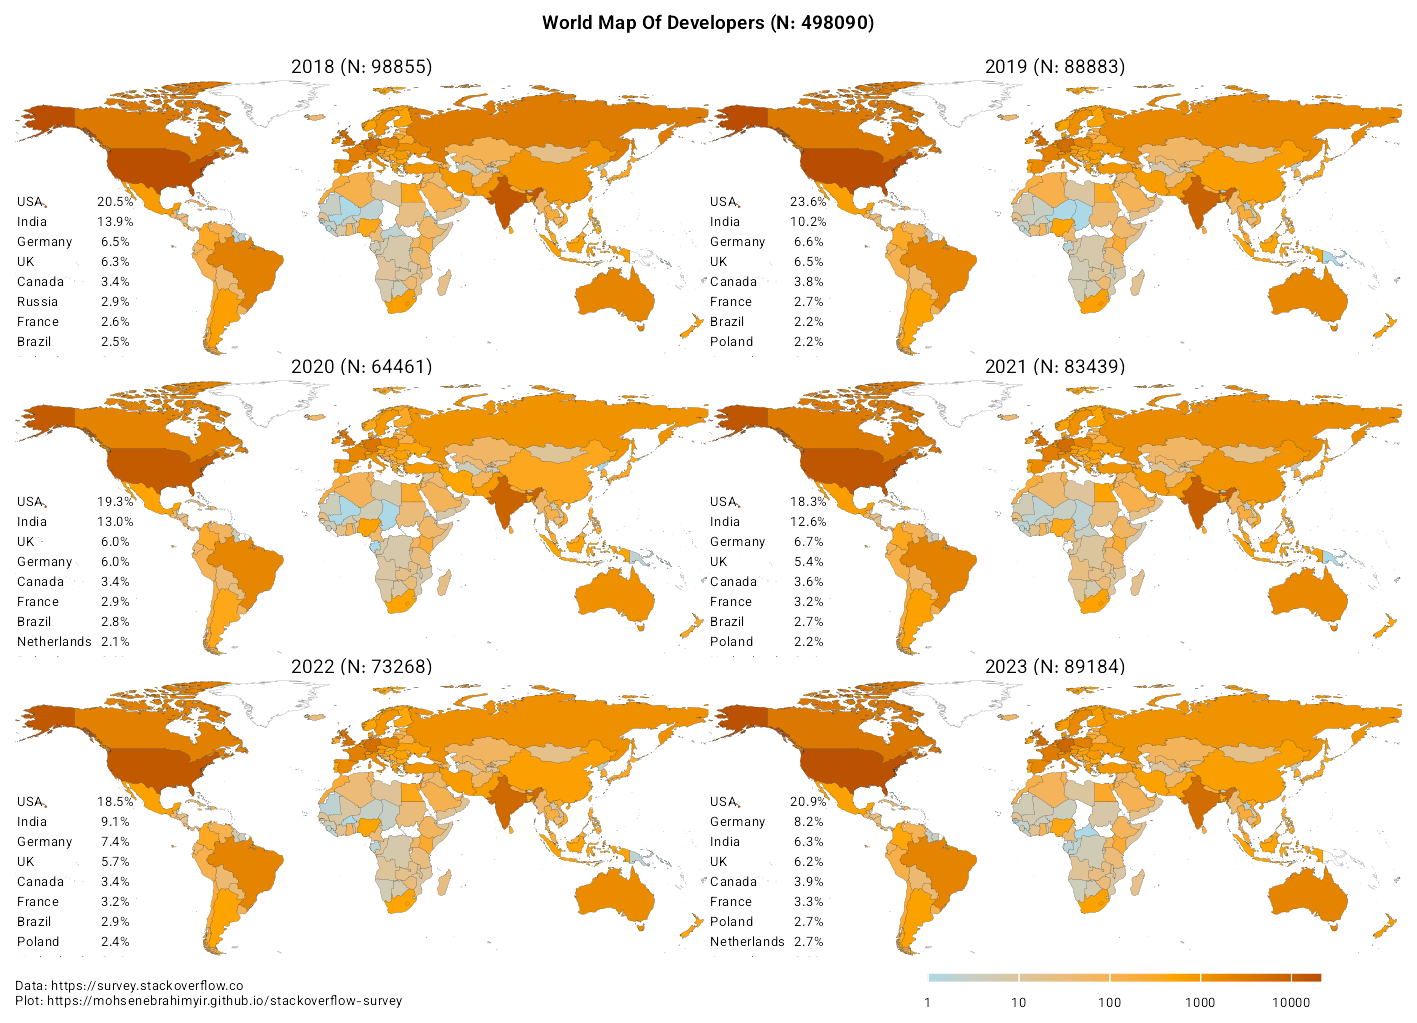 World Map Of Developers (N: 498090)
2018 (N: 98855)
USA 20.5%
India 13.9%
Germany 6.5%
UK 6.3%
Canada 3.4%
Russia 2.9%
France 2.6%
Brazil 2.5%
2019 (N: 88883)
USA 23.6%
India 10.2%
Germany 6.6%
UK 6.5%
Canada 3.8%
France 2.7%
Brazil 2.2%
Poland 2.2%
2020 (N: 64461)
USA 19.3%
India 13.0%
UK 6.0%
Germany 6.0%
Canada 3.4%
France 2.9%
Brazil 2.8%
Netherlands 2.1%
2021 (N: 83439)
USA 18.3%
India 12.6%
Germany 6.7%
UK 5.4%
Canada 3.6%
France 3.2%
Brazil 2.7%
Poland 2.2%
2022 (N: 73268)
USA 18.5%
India 9.1%
Germany 7.4%
UK 5.7%
Canada 3.4%
France 3.2%
Brazil 2.9%
Poland 2.4%
2023 (N: 89184)
USA 20.9%
Germany 8.2%
India 6.3%
UK 6.2%
Canada 3.9%
France 3.3%
Poland 2.7%
Netherlands 2.7%
Data: https://survey.stackoverflow.co
Plot: https://mohsenebrahimyir.github.io/stackoverflow-survey
1 10 100 1000 10000